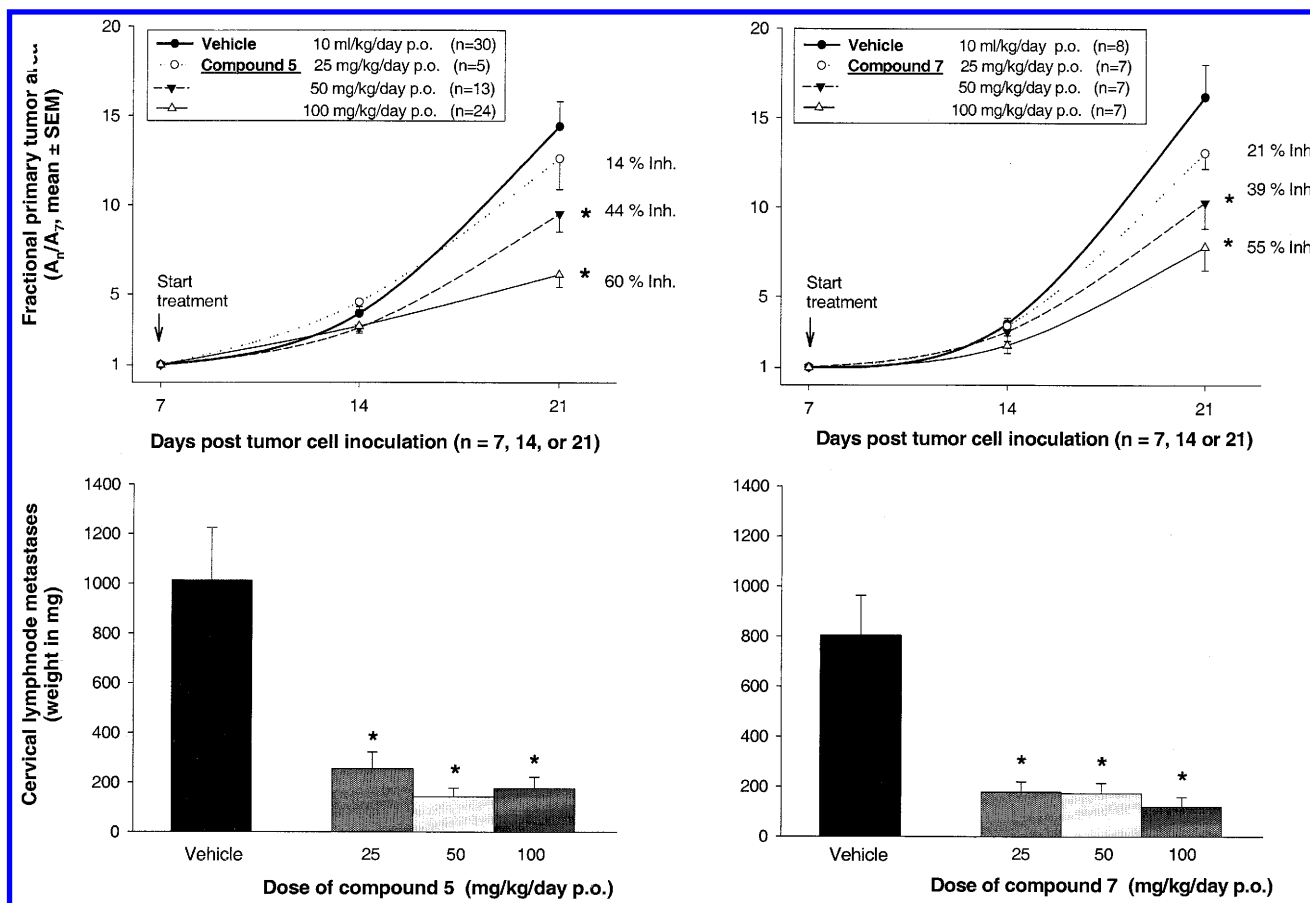 Fractional primary tumor
(An/A7, mean ± SEM)
20
15
10
5
1
Vehicle 10 ml/kg/day p.o. (n=30)
Compound 5 25 mg/kg/day p.o. (n=5)
50 mg/kg/day p.o. (n=13)
100 mg/kg/day p.o. (n=24)
14 % Inh.
* 44 % Inh.
* 60 % Inh.
Start
treatment
7 14 21
Days post tumor cell inoculation (n = 7, 14, or 21)
20
15
10
5
1
Vehicle 10 ml/kg/day p.o. (n=8)
Compound 7 25 mg/kg/day p.o. (n=7)
50 mg/kg/day p.o. (n=7)
100 mg/kg/day p.o. (n=7)
21 % Inh
* 39 % Inh
* 55 % Inh
Start
treatment
7 14 21
Days post tumor cell inoculation (n = 7, 14 or 21)
Cervical lymphnode metastases
(weight in mg)
1400
1200
1000
800
600
400
200
0
* * *
Vehicle 25 50 100
Dose of compound 5 (mg/kg/day p.o.)
1400
1200
1000
800
600
400
200
0
* * *
Vehicle 25 50 100
Dose of compound 7 (mg/kg/day p.o.)